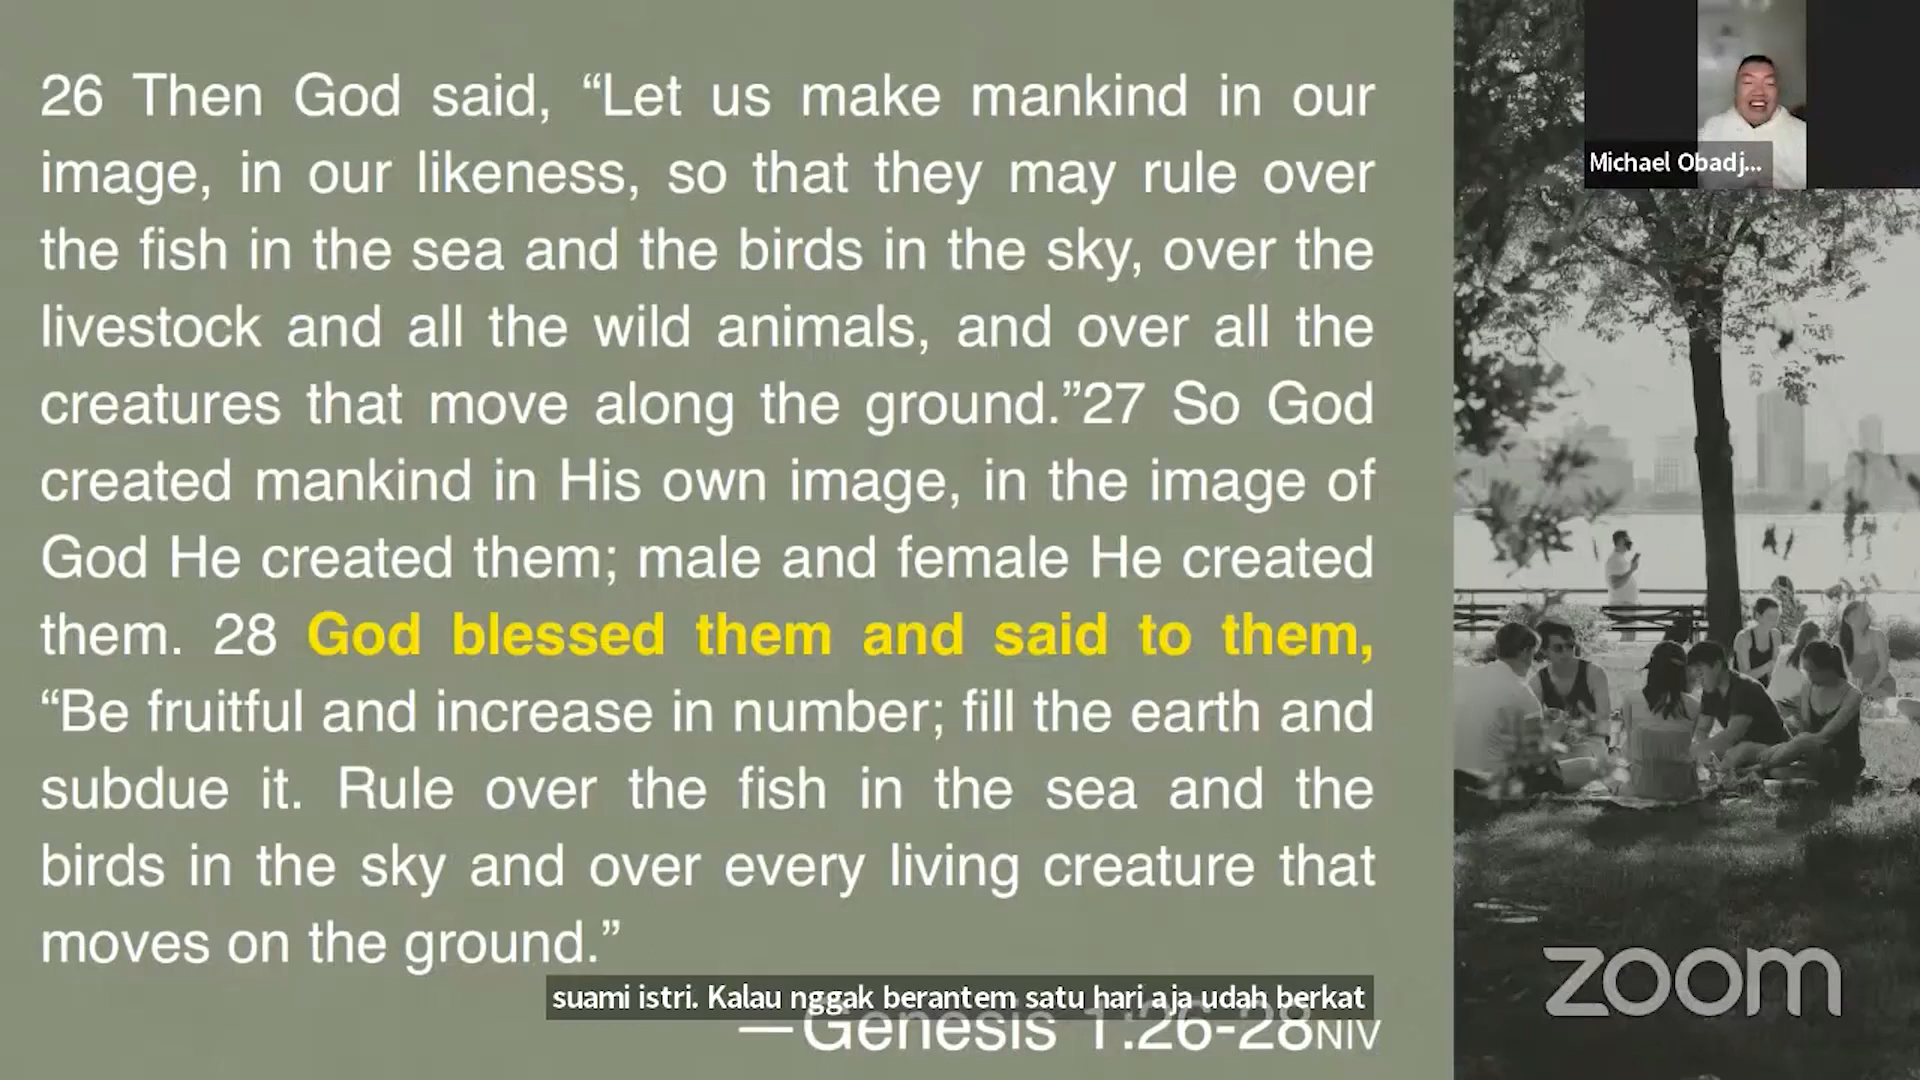 26 Then God said, “Let us make mankind in our
image, in our likeness, so that they may rule over
the fish in the sea and the birds in the sky, over the
livestock and all the wild animals, and over all the
creatures that move along the ground.”27 So God
created mankind in His own image, in the image of
God He created them; male and female He created
them. 28 God blessed them and said to them,
“Be fruitful and increase in number; fill the earth and
subdue it. Rule over the fish in the sea and the
birds in the sky and over every living creature that
moves on the ground.”
suami istri. Kalau nggak berantem satu hari aja udah berkat
—Genesis 1:26-28NIV
Michael Obadj...
zoom